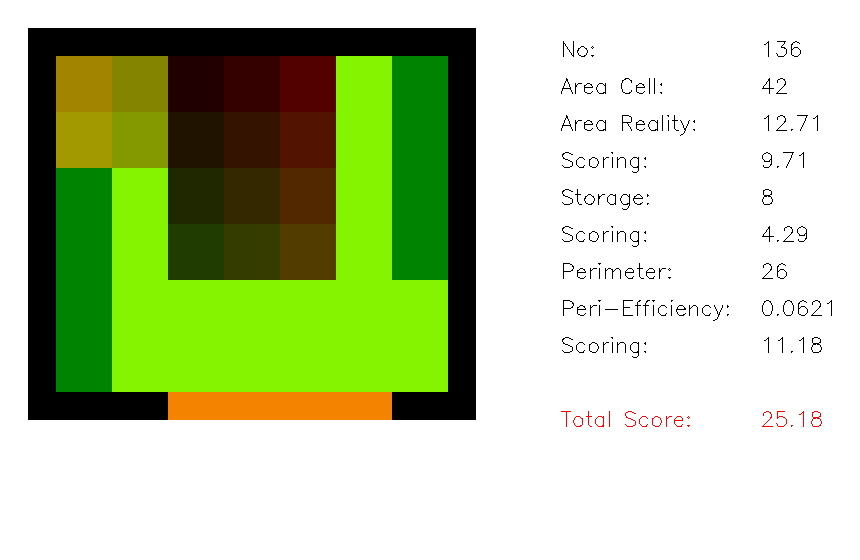 No: 136
Area Cell: 42
Area Reality: 12.71
Scoring: 9.71
Storage: 8
Scoring: 4.29
Perimeter: 26
Peri-Efficiency: 0.0621
Scoring: 11.18
Total Score: 25.18